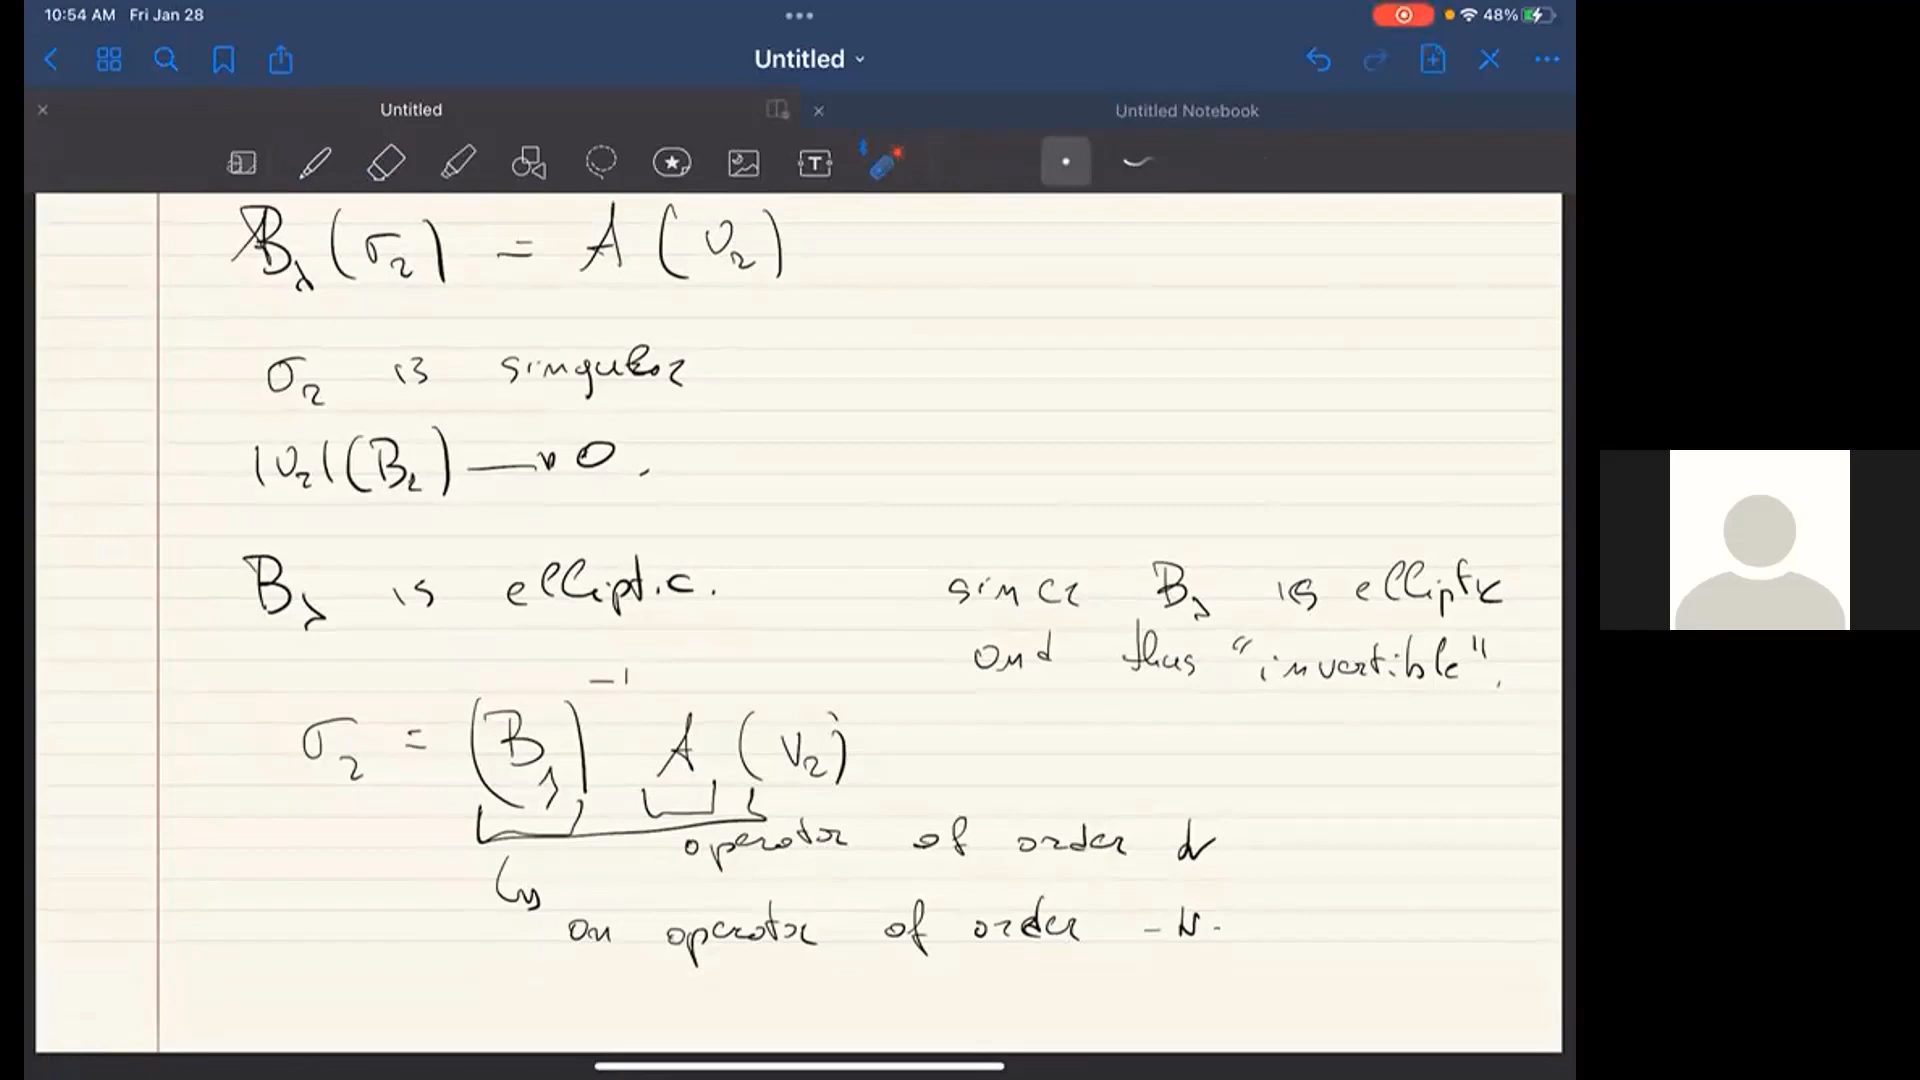 10:54 AM Fri Jan 28
48%
Untitled
Untitled
Untitled Notebook
B_λ (σ_2) = A (v_2)
σ_2 is singular
|v_2|(B_2) → 0.
B_λ is elliptic. since B_λ is elliptic
and thus "invertible".
σ_2 = (B_λ)^{-1} A (v_2)
operator of order
an operator of order -N.